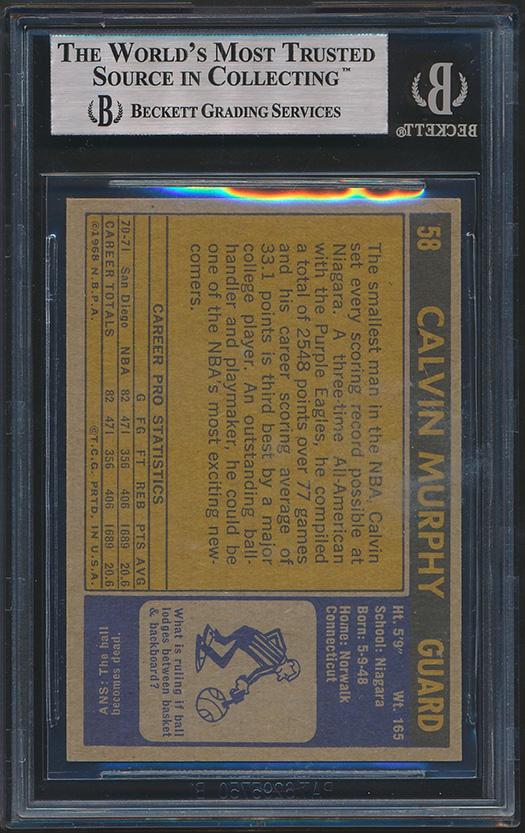 THE WORLD'S MOST TRUSTED
SOURCE IN COLLECTING™
BECKETT GRADING SERVICES
BECKETT®
58 CALVIN MURPHY GUARD
The smallest man in the NBA, Calvin
set every scoring record possible at
Niagara. A three-time All-American
with the Purple Eagles, he compiled
a total of 2548 points over 77 games
and his career scoring average of
33.1 points is third best by a major
college player. An outstanding ball-
handler and playmaker, he could be
one of the NBA's most exciting new-
comers.
CAREER PRO STATISTICS
G FG FT REB PTS AVG
70-71 San Diego NBA 82 471 356 406 1689 20.6
CAREER TOTALS 82 471 356 406 1689 20.6
©1968 N.B.P.A. ©T.C.G. PRTD. IN U.S.A.
Ht. 5'9" Wt. 165
School: Niagara
Born: 5-9-48
Home: Norwalk
Connecticut
What is ruling if ball
lodges between basket
& backboard?
ANS: The ball
becomes dead.